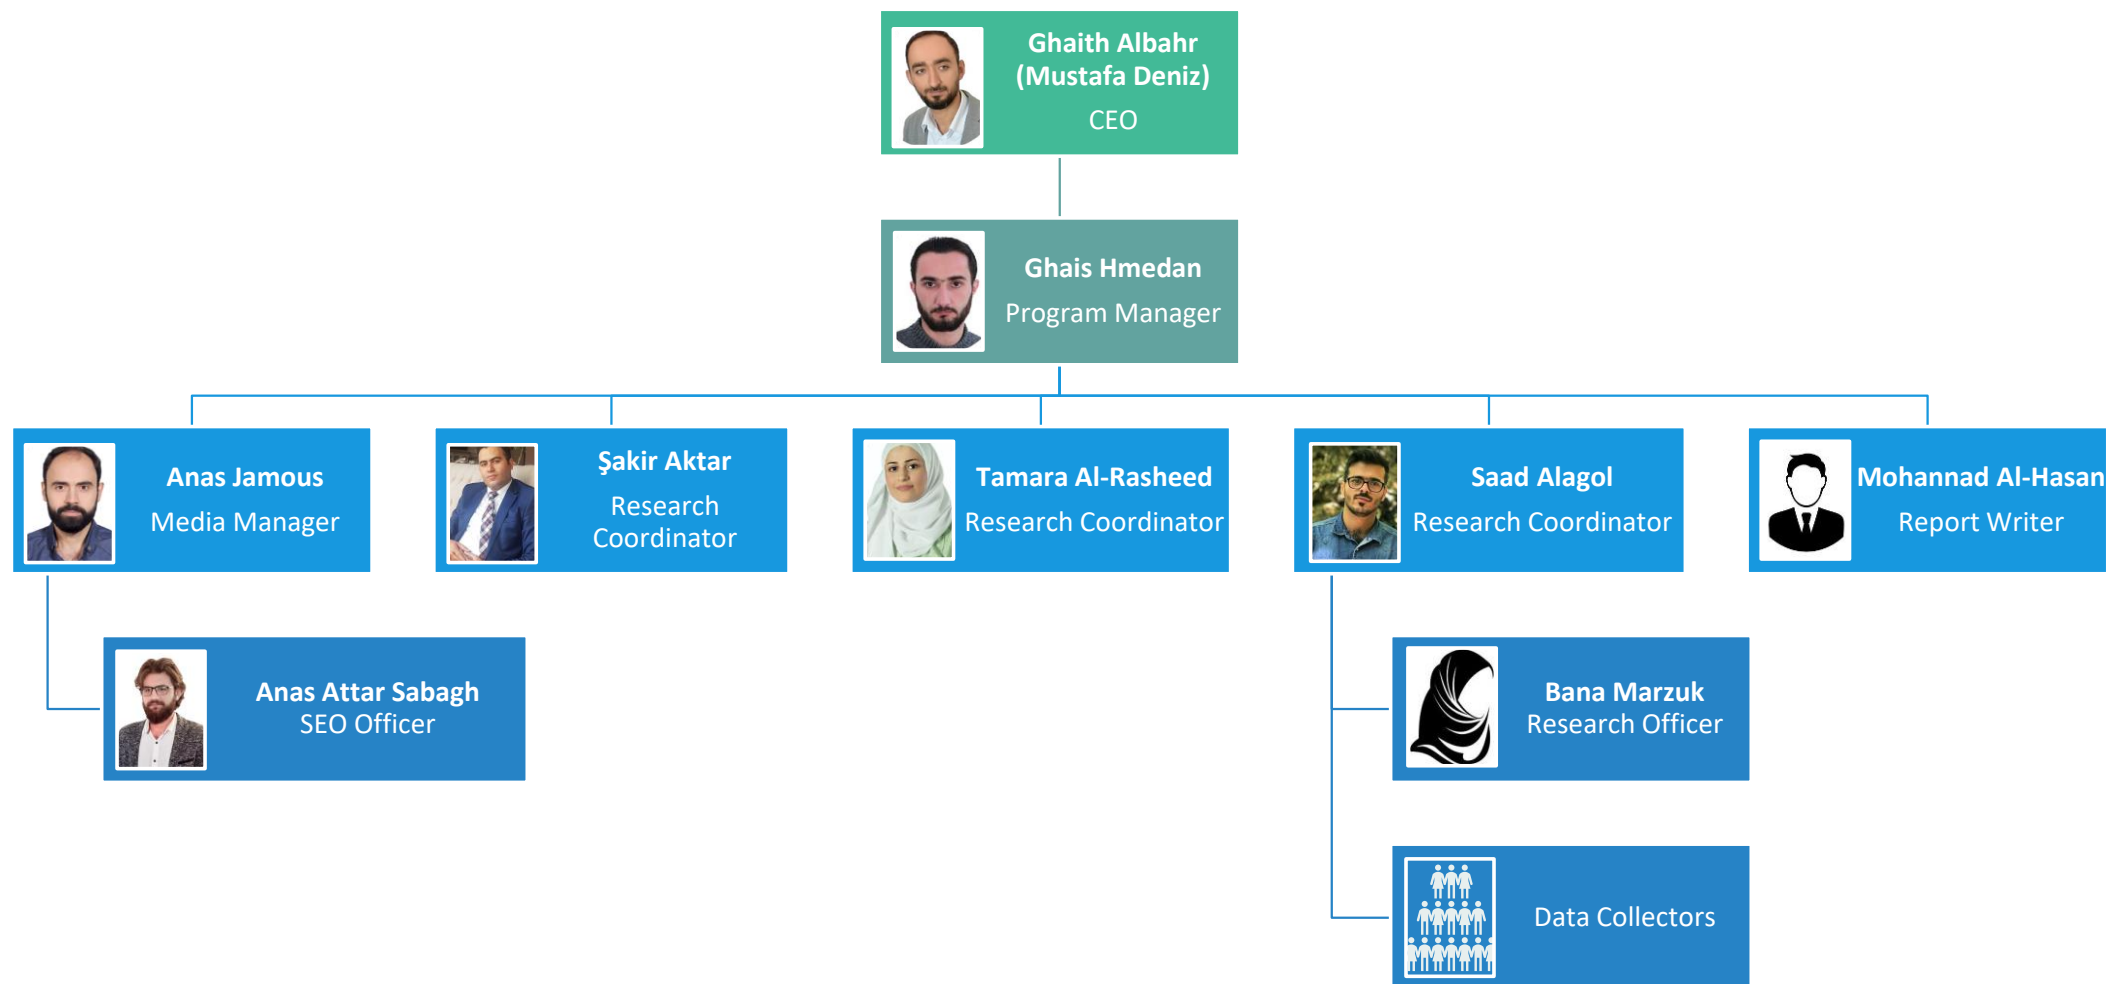 Ghaith Albahr
(Mustafa Deniz)
CEO
Ghais Hmedan
Program Manager
Anas Jamous
Media Manager
Şakir Aktar
Research
Coordinator
Tamara Al-Rasheed
Research Coordinator
Saad Alagol
Research Coordinator
Mohannad Al-Hasan
Report Writer
Anas Attar Sabagh
SEO Officer
Bana Marzuk
Research Officer
Data Collectors